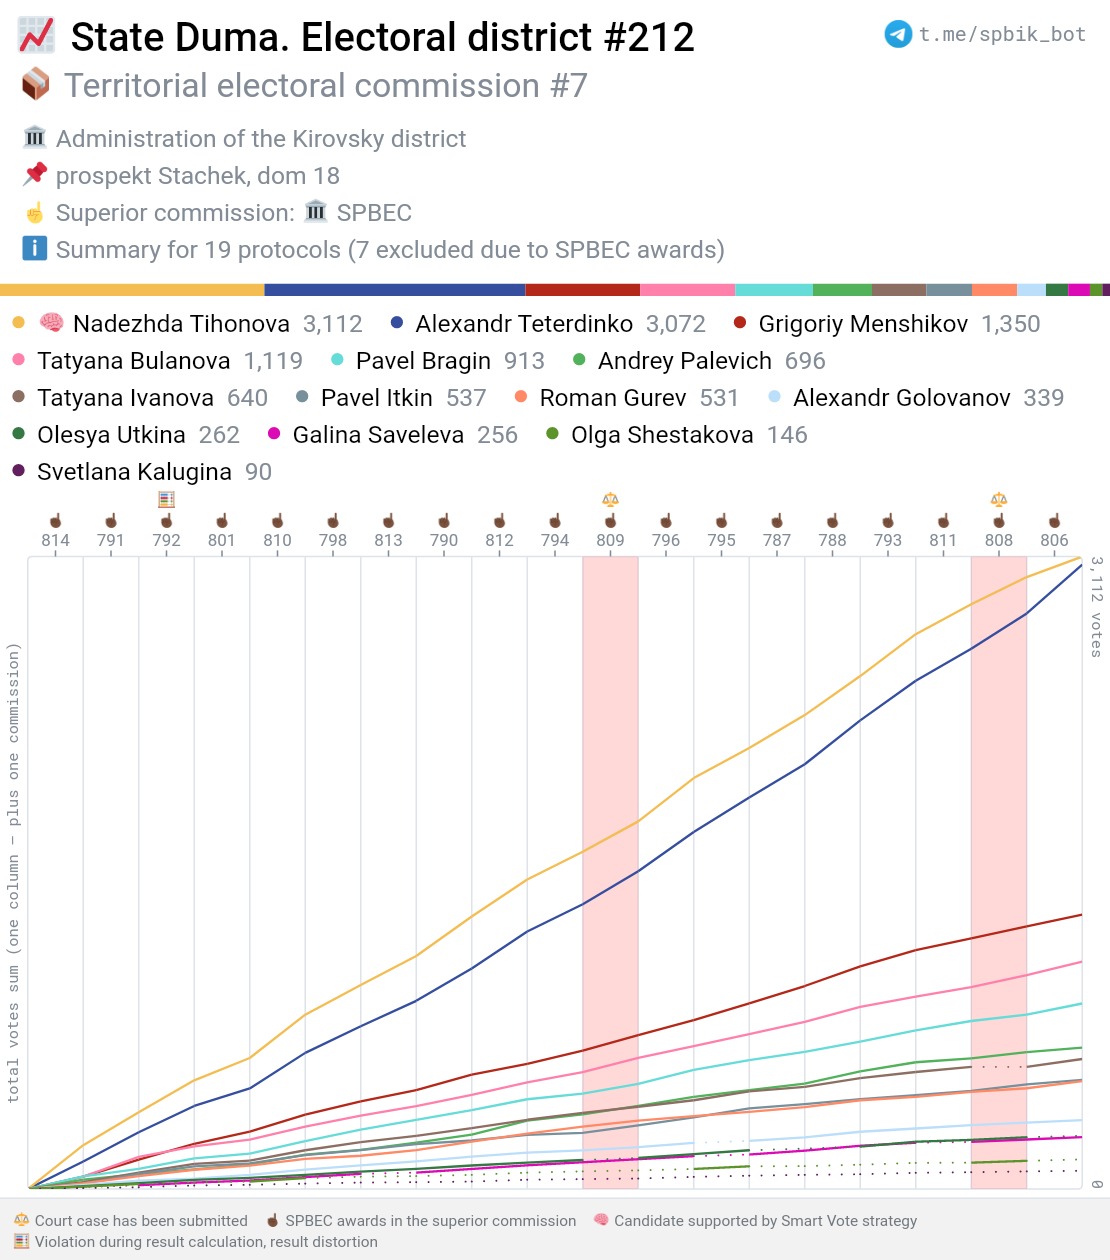 State Duma. Electoral district #212
t.me/spbik_bot
Territorial electoral commission #7
Administration of the Kirovsky district
prospekt Stachek, dom 18
Superior commission: SPBEC
Summary for 19 protocols (7 excluded due to SPBEC awards)
Nadezhda Tihonova 3,112 Alexandr Teterdinko 3,072 Grigoriy Menshikov 1,350
Tatyana Bulanova 1,119 Pavel Bragin 913 Andrey Palevich 696
Tatyana Ivanova 640 Pavel Itkin 537 Roman Gurev 531 Alexandr Golovanov 339
Olesya Utkina 262 Galina Saveleva 256 Olga Shestakova 146
Svetlana Kalugina 90
814 791 792 801 810 798 813 790 812 794 809 796 795 787 788 793 811 808 806
3,112 votes
total votes sum (one column – plus one commission)
0
Court case has been submitted SPBEC awards in the superior commission Candidate supported by Smart Vote strategy
Violation during result calculation, result distortion